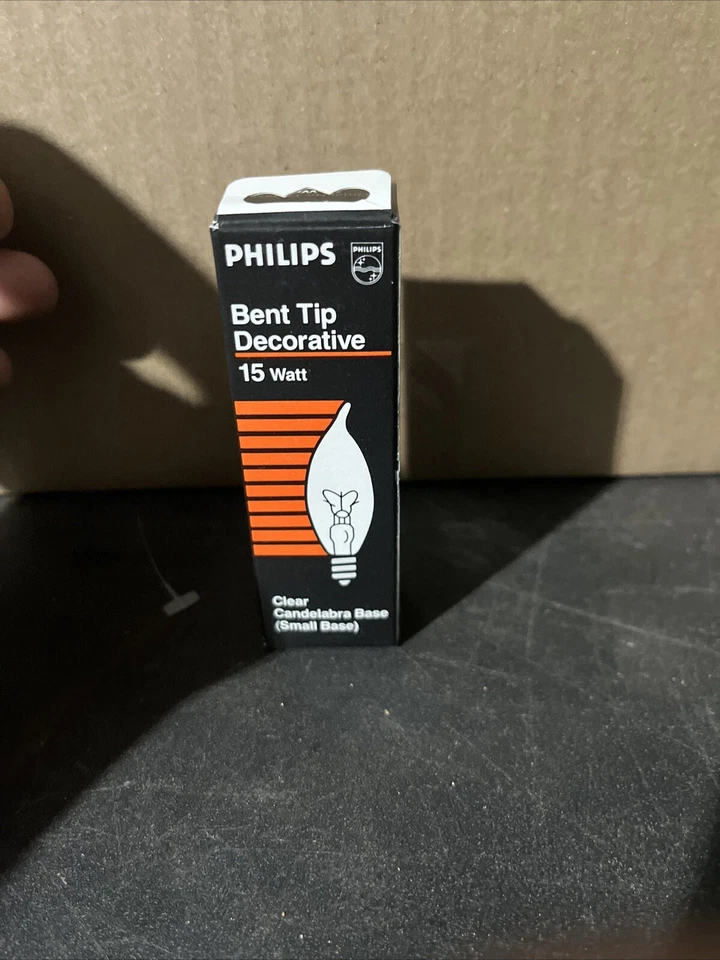 PHILIPS
PHILIPS
Bent Tip
Decorative
15 Watt
Clear
Candelabra Base
(Small Base)